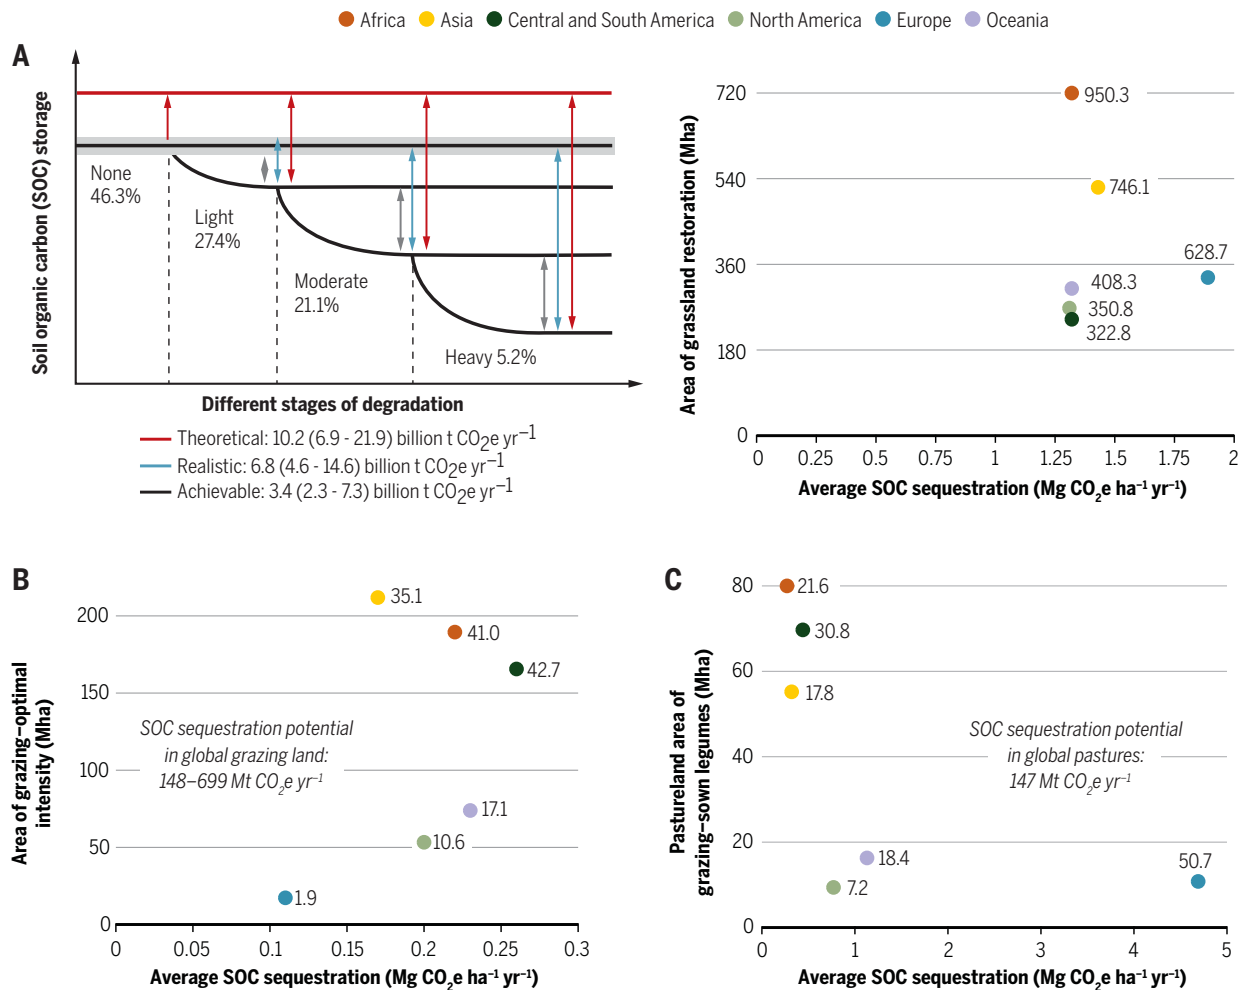 Africa Asia Central and South America North America Europe Oceania
A
Soil organic carbon (SOC) storage
None
46.3%
Light
27.4%
Moderate
21.1%
Heavy 5.2%
Different stages of degradation
Theoretical: 10.2 (6.9 - 21.9) billion t CO₂e yr⁻¹
Realistic: 6.8 (4.6 - 14.6) billion t CO₂e yr⁻¹
Achievable: 3.4 (2.3 - 7.3) billion t CO₂e yr⁻¹
Area of grassland restoration (Mha)
720
540
360
180
0
950.3
746.1
628.7
408.3
350.8
322.8
0 0.25 0.5 0.75 1 1.25 1.5 1.75 2
Average SOC sequestration (Mg CO₂e ha⁻¹ yr⁻¹)
B
Area of grazing–optimal
intensity (Mha)
200
150
100
50
0
35.1
41.0
42.7
SOC sequestration potential
in global grazing land:
148–699 Mt CO₂e yr⁻¹
17.1
10.6
1.9
0 0.05 0.1 0.15 0.2 0.25 0.3
Average SOC sequestration (Mg CO₂e ha⁻¹ yr⁻¹)
C
Pastureland area of
grazing–sown legumes (Mha)
80
60
40
20
0
21.6
30.8
17.8
SOC sequestration potential
in global pastures:
147 Mt CO₂e yr⁻¹
18.4
7.2
50.7
0 1 2 3 4 5
Average SOC sequestration (Mg CO₂e ha⁻¹ yr⁻¹)